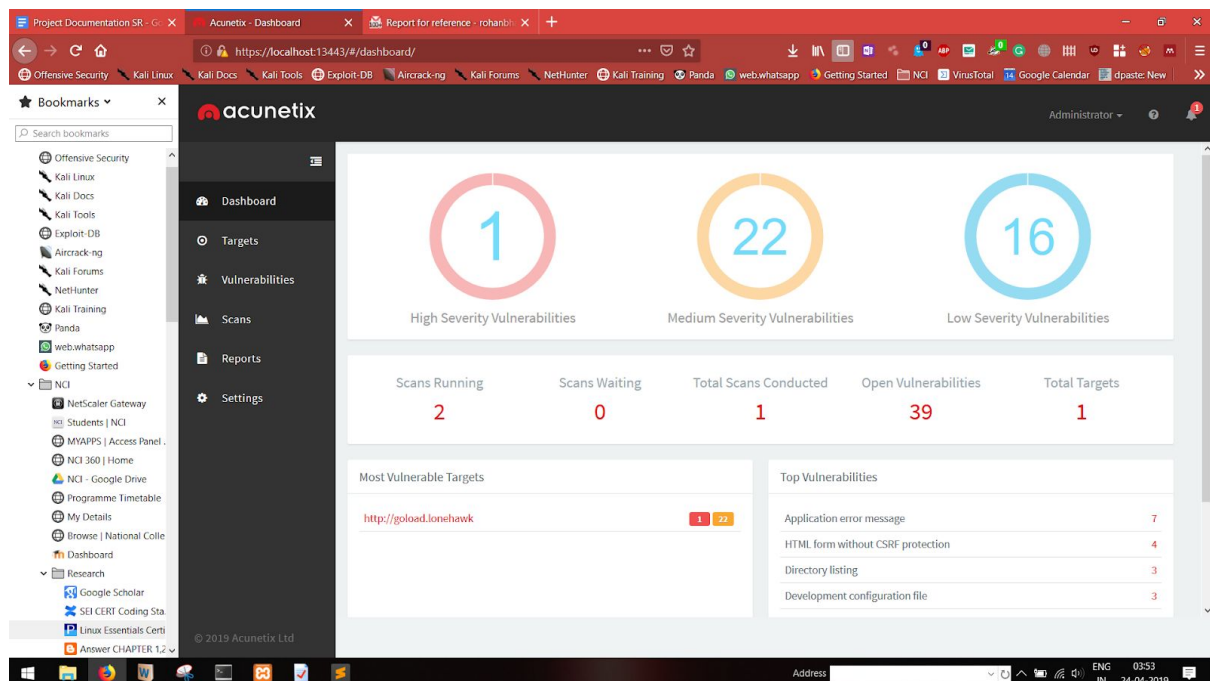 Project Documentation SR - Go
Acunetix - Dashboard
Report for reference - rohanbh
https://localhost:13443/#/dashboard/
Offensive Security
Kali Linux
Kali Docs
Kali Tools
Exploit-DB
Aircrack-ng
Kali Forums
NetHunter
Kali Training
Panda
web.whatsapp
Getting Started
NCI
VirusTotal
Google Calendar
dpaste: New
Bookmarks
Search bookmarks
Offensive Security
Kali Linux
Kali Docs
Kali Tools
Exploit-DB
Aircrack-ng
Kali Forums
NetHunter
Kali Training
Panda
web.whatsapp
Getting Started
NCI
NetScaler Gateway
Students | NCI
MYAPPS | Access Panel
NCI 360 | Home
NCI - Google Drive
Programme Timetable
My Details
Browse | National Colle
Dashboard
Research
Google Scholar
SEI CERT Coding Sta
Linux Essentials Certi
Answer CHAPTER 1,2
acunetix
Administrator
1
Dashboard
Targets
Vulnerabilities
Scans
Reports
Settings
© 2019 Acunetix Ltd
1
High Severity Vulnerabilities
22
Medium Severity Vulnerabilities
16
Low Severity Vulnerabilities
Scans Running
2
Scans Waiting
0
Total Scans Conducted
1
Open Vulnerabilities
39
Total Targets
1
Most Vulnerable Targets
http://goload.lonehawk
1
22
Top Vulnerabilities
Application error message 7
HTML form without CSRF protection 4
Directory listing 3
Development configuration file 3
Address
ENG
IN
03:53
24-04-2019